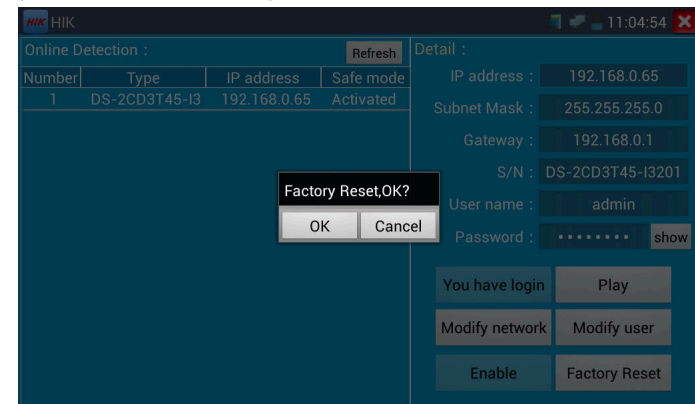 HIK HIK
11:04:54
Online Detection :
Refresh
Number Type IP address Safe mode
1 DS-2CD3T45-I3 192.168.0.65 Activated
Detail :
IP address : 192.168.0.65
Subnet Mask : 255.255.255.0
Gateway : 192.168.0.1
S/N : DS-2CD3T45-I3201
User name : admin
Password : •••••••• show
Factory Reset,OK?
OK Cancel
You have login Play
Modify network Modify user
Enable Factory Reset